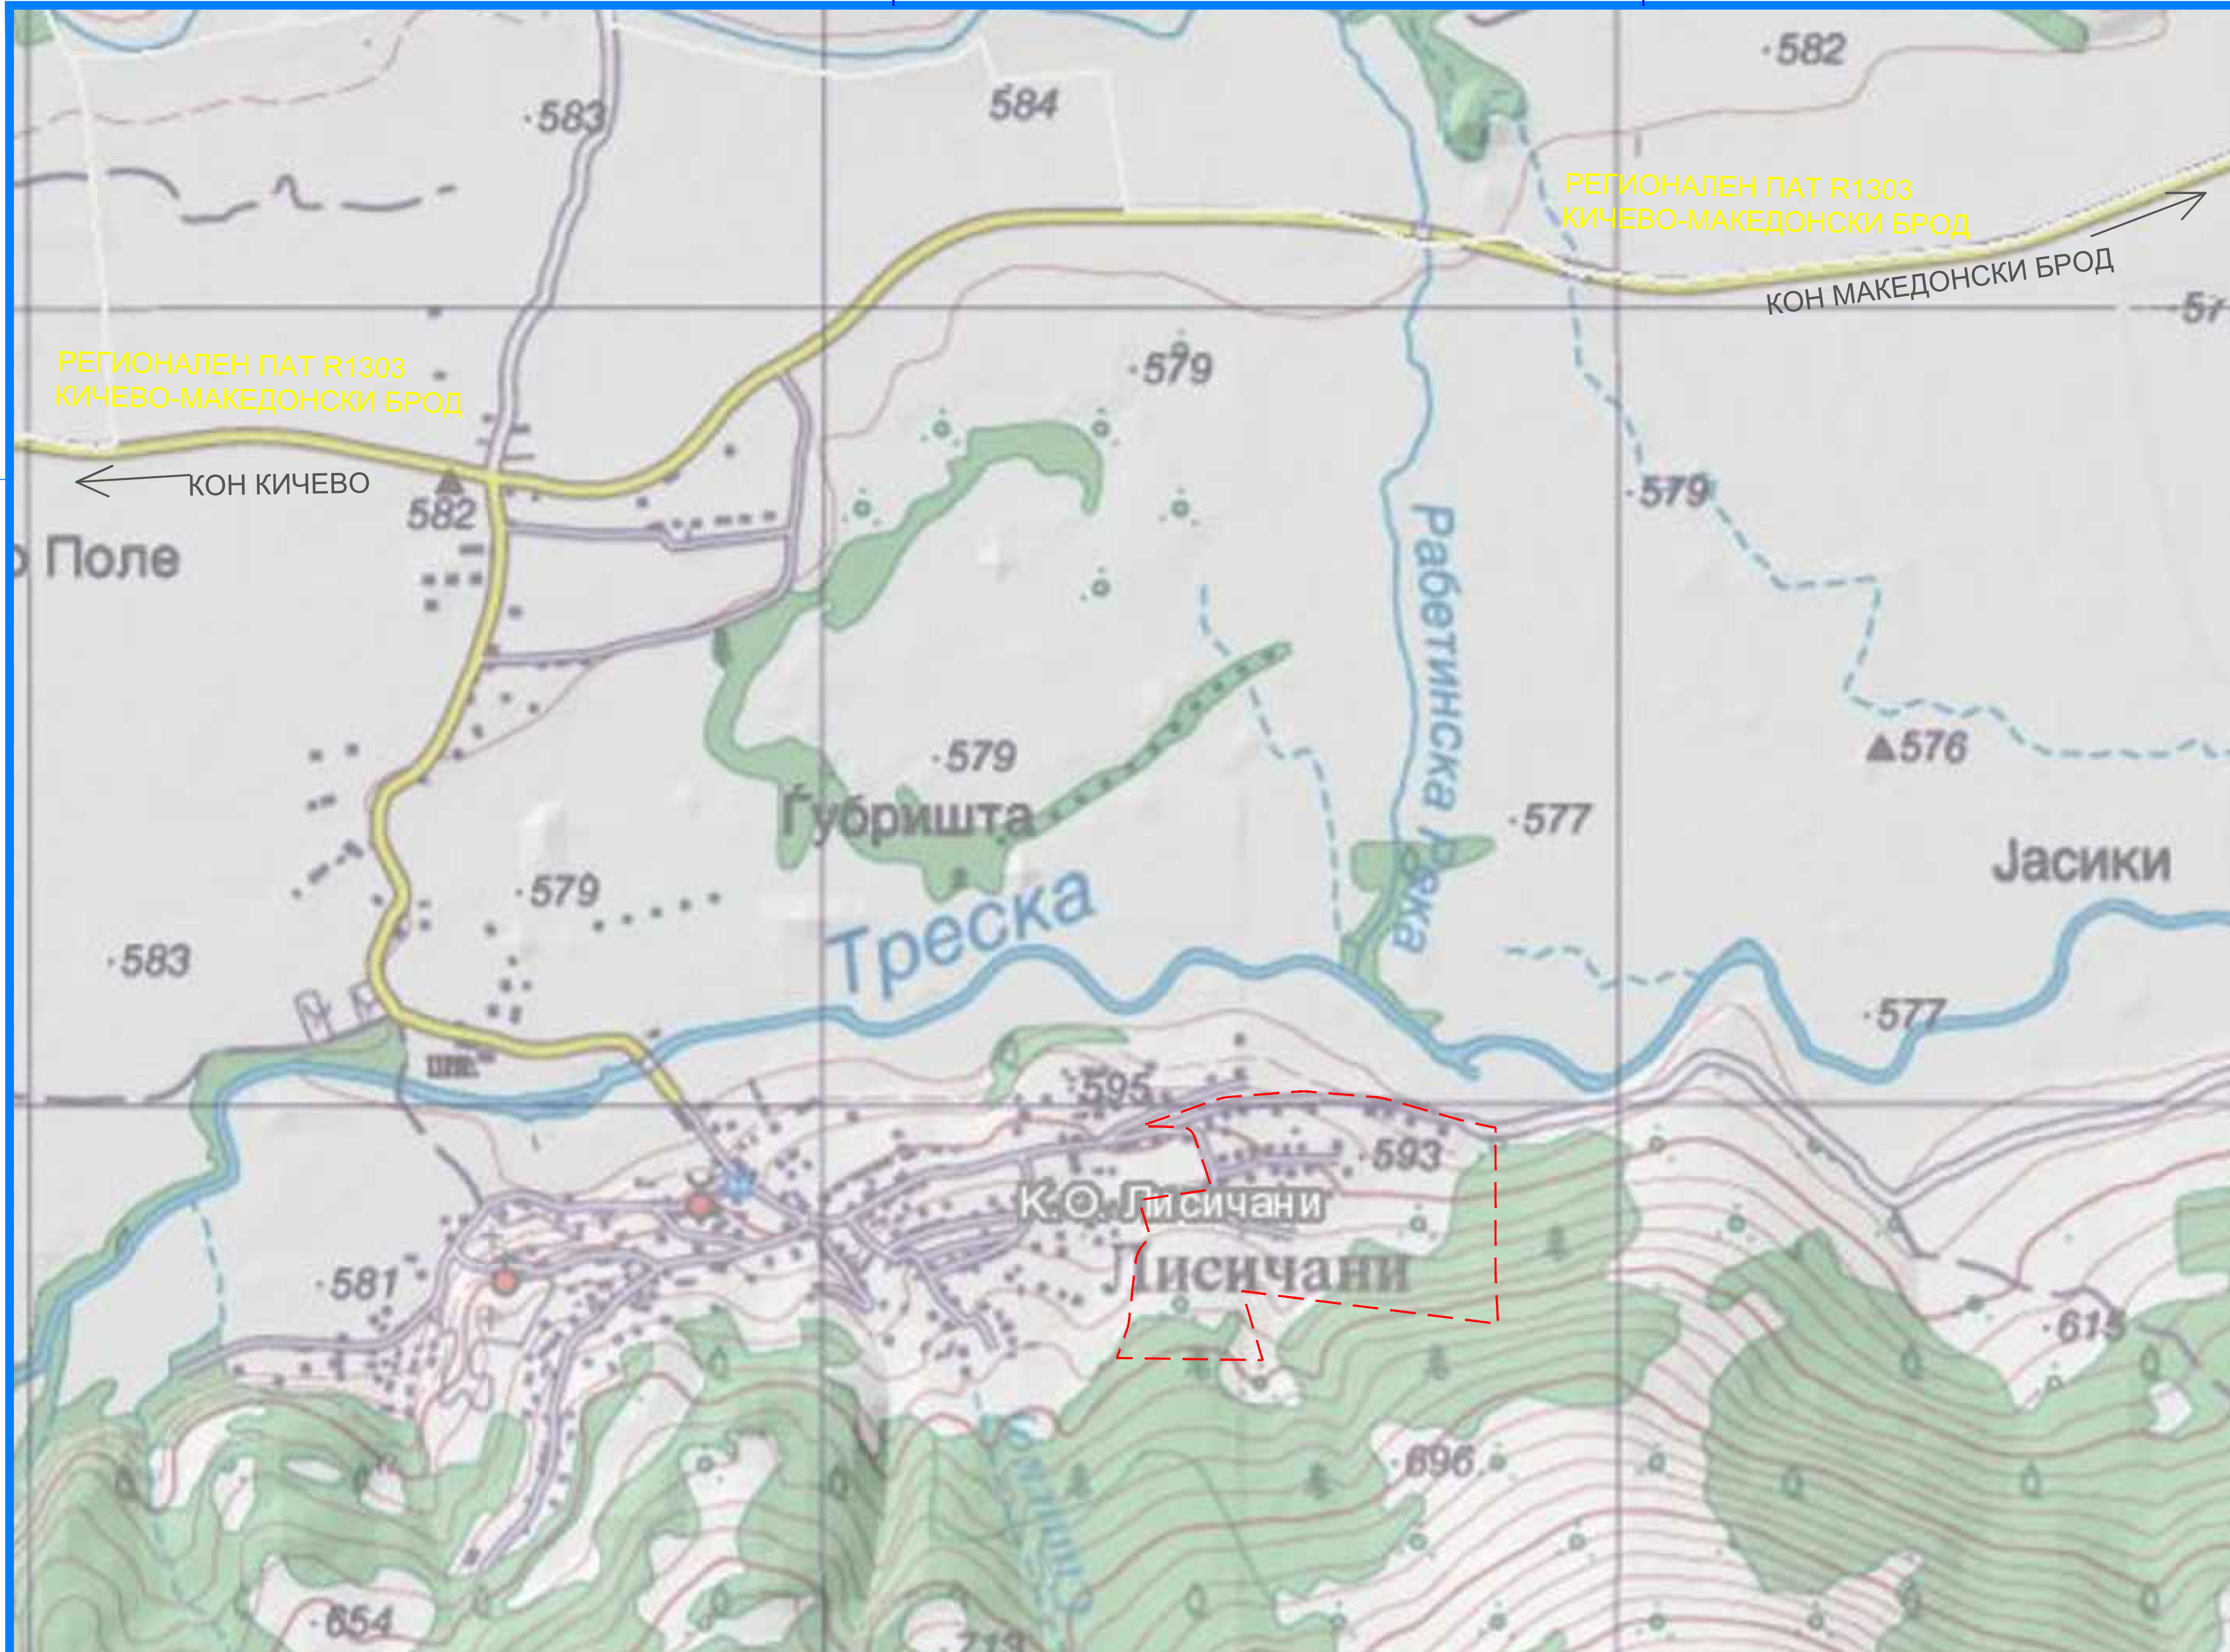 582
583
584
РЕГИОНАЛЕН ПАТ R1303
КИЧЕВО-МАКЕДОНСКИ БРОД
КОН МАКЕДОНСКИ БРОД
57
РЕГИОНАЛЕН ПАТ R1303
КИЧЕВО-МАКЕДОНСКИ БРОД
579
КОН КИЧЕВО
582
579
о Поле
Рабетинска Река
579
576
Ѓубришта
577
Јасики
579
Треска
583
577
595
593
К.О. Лисичани
Лисичани
581
615
696
654
713